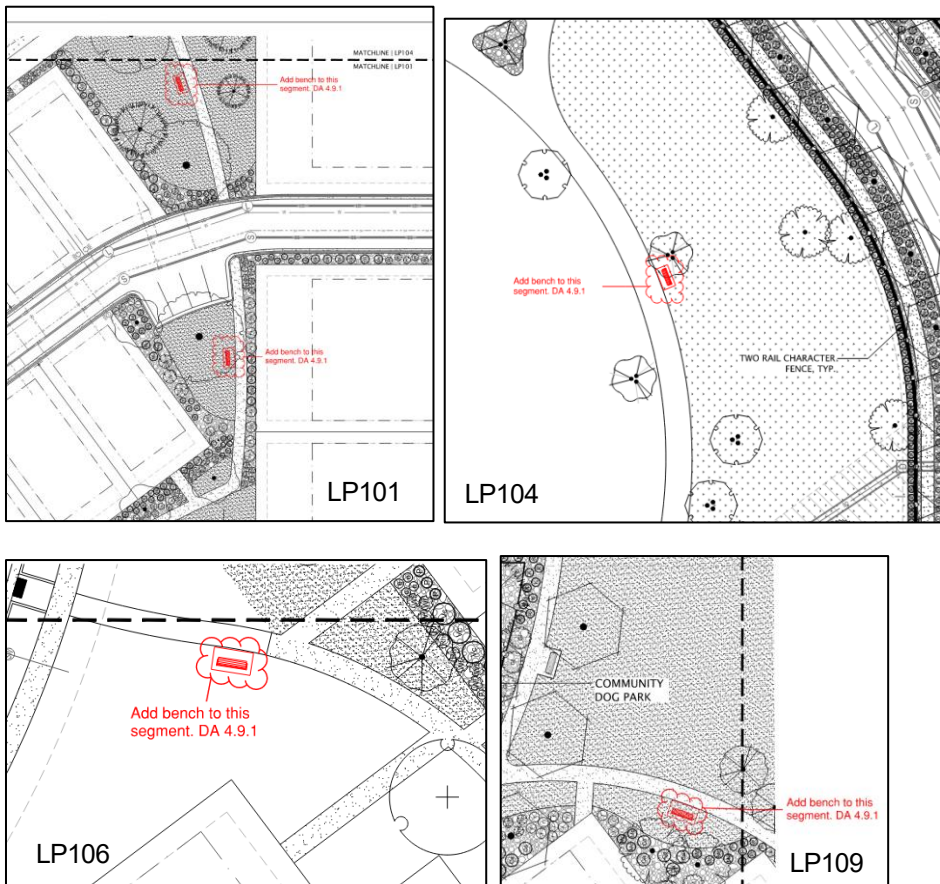 MATCHLINE | LP104
MATCHLINE | LP101
Add bench to this
segment. DA 4.9.1
Add bench to this
segment. DA 4.9.1
LP101
Add bench to this
segment. DA 4.9.1
TWO RAIL CHARACTER
FENCE, TYP.
LP104
Add bench to this
segment. DA 4.9.1
LP106
COMMUNITY
DOG PARK
Add bench to this
segment. DA 4.9.1
LP109